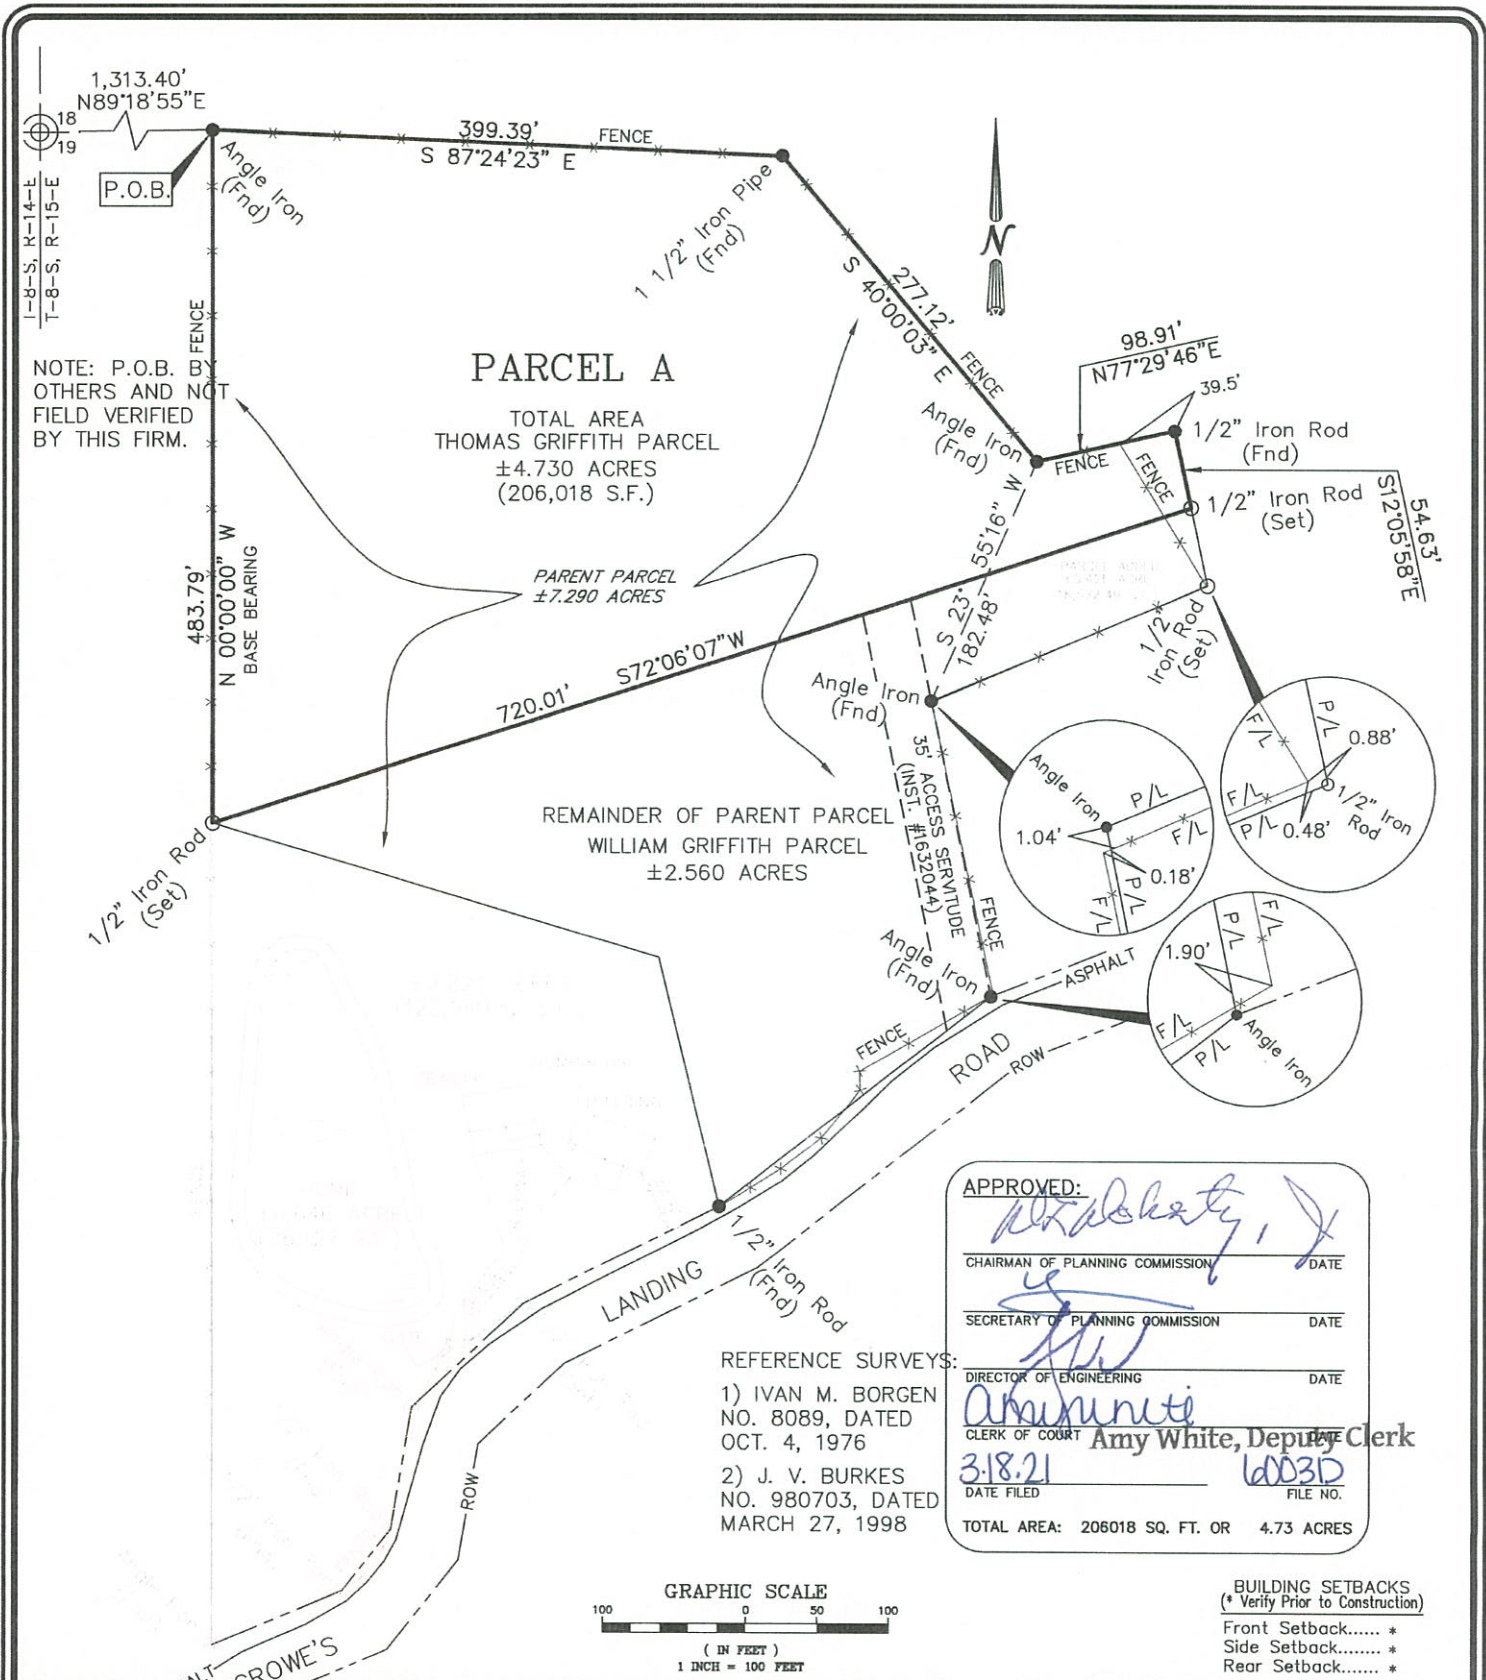 1,313.40'
N89°18'55"E
18
19
P.O.B.
T-8-S, R-15-E
Angle Iron
(Fnd)
399.39'
FENCE
S 87°24'23" E
1 1/2" Iron Pipe
(Fnd)
N
277.12'
S 40°00'03" E
FENCE
98.91'
N77°29'46"E
39.5'
FENCE
NOTE: P.O.B. BY
OTHERS AND NOT
FIELD VERIFIED
BY THIS FIRM.
PARCEL A
TOTAL AREA
THOMAS GRIFFITH PARCEL
±4.730 ACRES
(206,018 S.F.)
Angle Iron
(Fnd)
FENCE
FENCE
1/2" Iron Rod
(Fnd)
1/2" Iron Rod
(Set)
54.63'
S12°05'58"E
483.79'
N 00°00'00" W
BASE BEARING
PARENT PARCEL
±7.290 ACRES
S 23°55'16" W
182.48'
1/2"
Iron Rod
(Set)
720.01'
S72°06'07"W
Angle Iron
(Fnd)
35' ACCESS SERVITUDE
(INST. #1632044)
FENCE
1/2" Iron Rod
(Set)
REMAINDER OF PARENT PARCEL
WILLIAM GRIFFITH PARCEL
±2.560 ACRES
Angle Iron
P/L
1.04'
F/L
0.18'
F/L
P/L
P/L
F/L
0.88'
F/L
P/L
0.48'
1/2" Iron
Rod
Angle Iron
(Fnd)
FENCE
ASPHALT
ROAD
ROW
P/L
F/L
1.90'
F/L
P/L
Angle Iron
LANDING
1/2" Iron Rod
(Fnd)
ROW
CROWE'S
REFERENCE SURVEYS:
1) IVAN M. BORGEN
NO. 8089, DATED
OCT. 4, 1976
2) J. V. BURKES
NO. 980703, DATED
MARCH 27, 1998
APPROVED:
CHAIRMAN OF PLANNING COMMISSION DATE
SECRETARY OF PLANNING COMMISSION DATE
DIRECTOR OF ENGINEERING DATE
CLERK OF COURT DATE
Amy White, Deputy Clerk
3.18.21 6003D
DATE FILED FILE NO.
TOTAL AREA: 206018 SQ. FT. OR 4.73 ACRES
GRAPHIC SCALE
100 0 50 100
( IN FEET )
1 INCH = 100 FEET
BUILDING SETBACKS
(* Verify Prior to Construction)
Front Setback...... *
Side Setback........ *
Rear Setback....... *